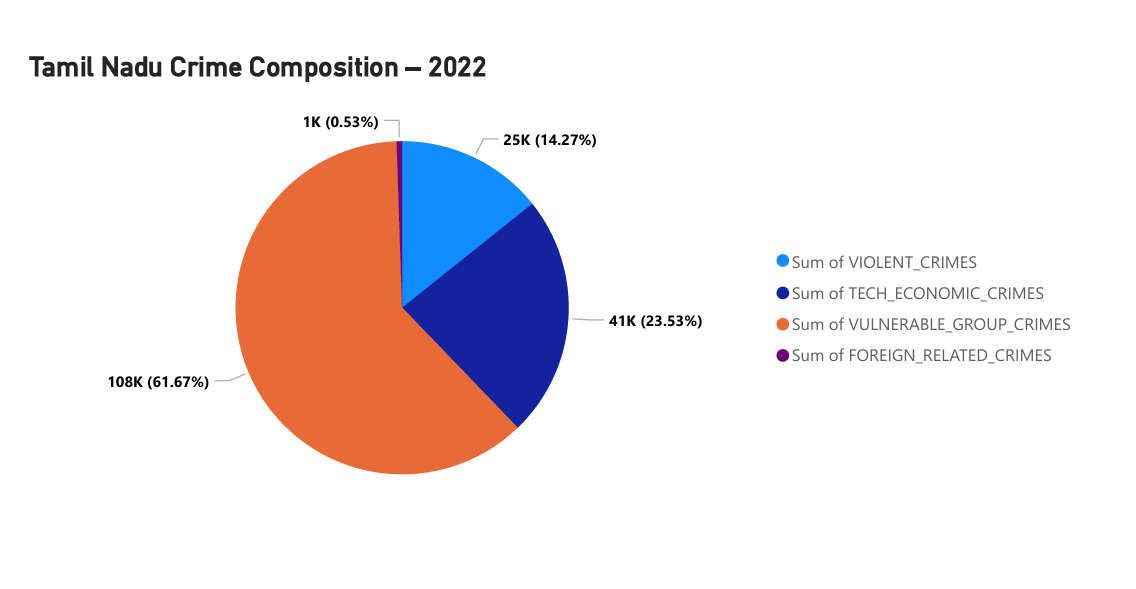 Tamil Nadu Crime Composition – 2022
1K (0.53%)
25K (14.27%)
41K (23.53%)
108K (61.67%)
Sum of VIOLENT_CRIMES
Sum of TECH_ECONOMIC_CRIMES
Sum of VULNERABLE_GROUP_CRIMES
Sum of FOREIGN_RELATED_CRIMES